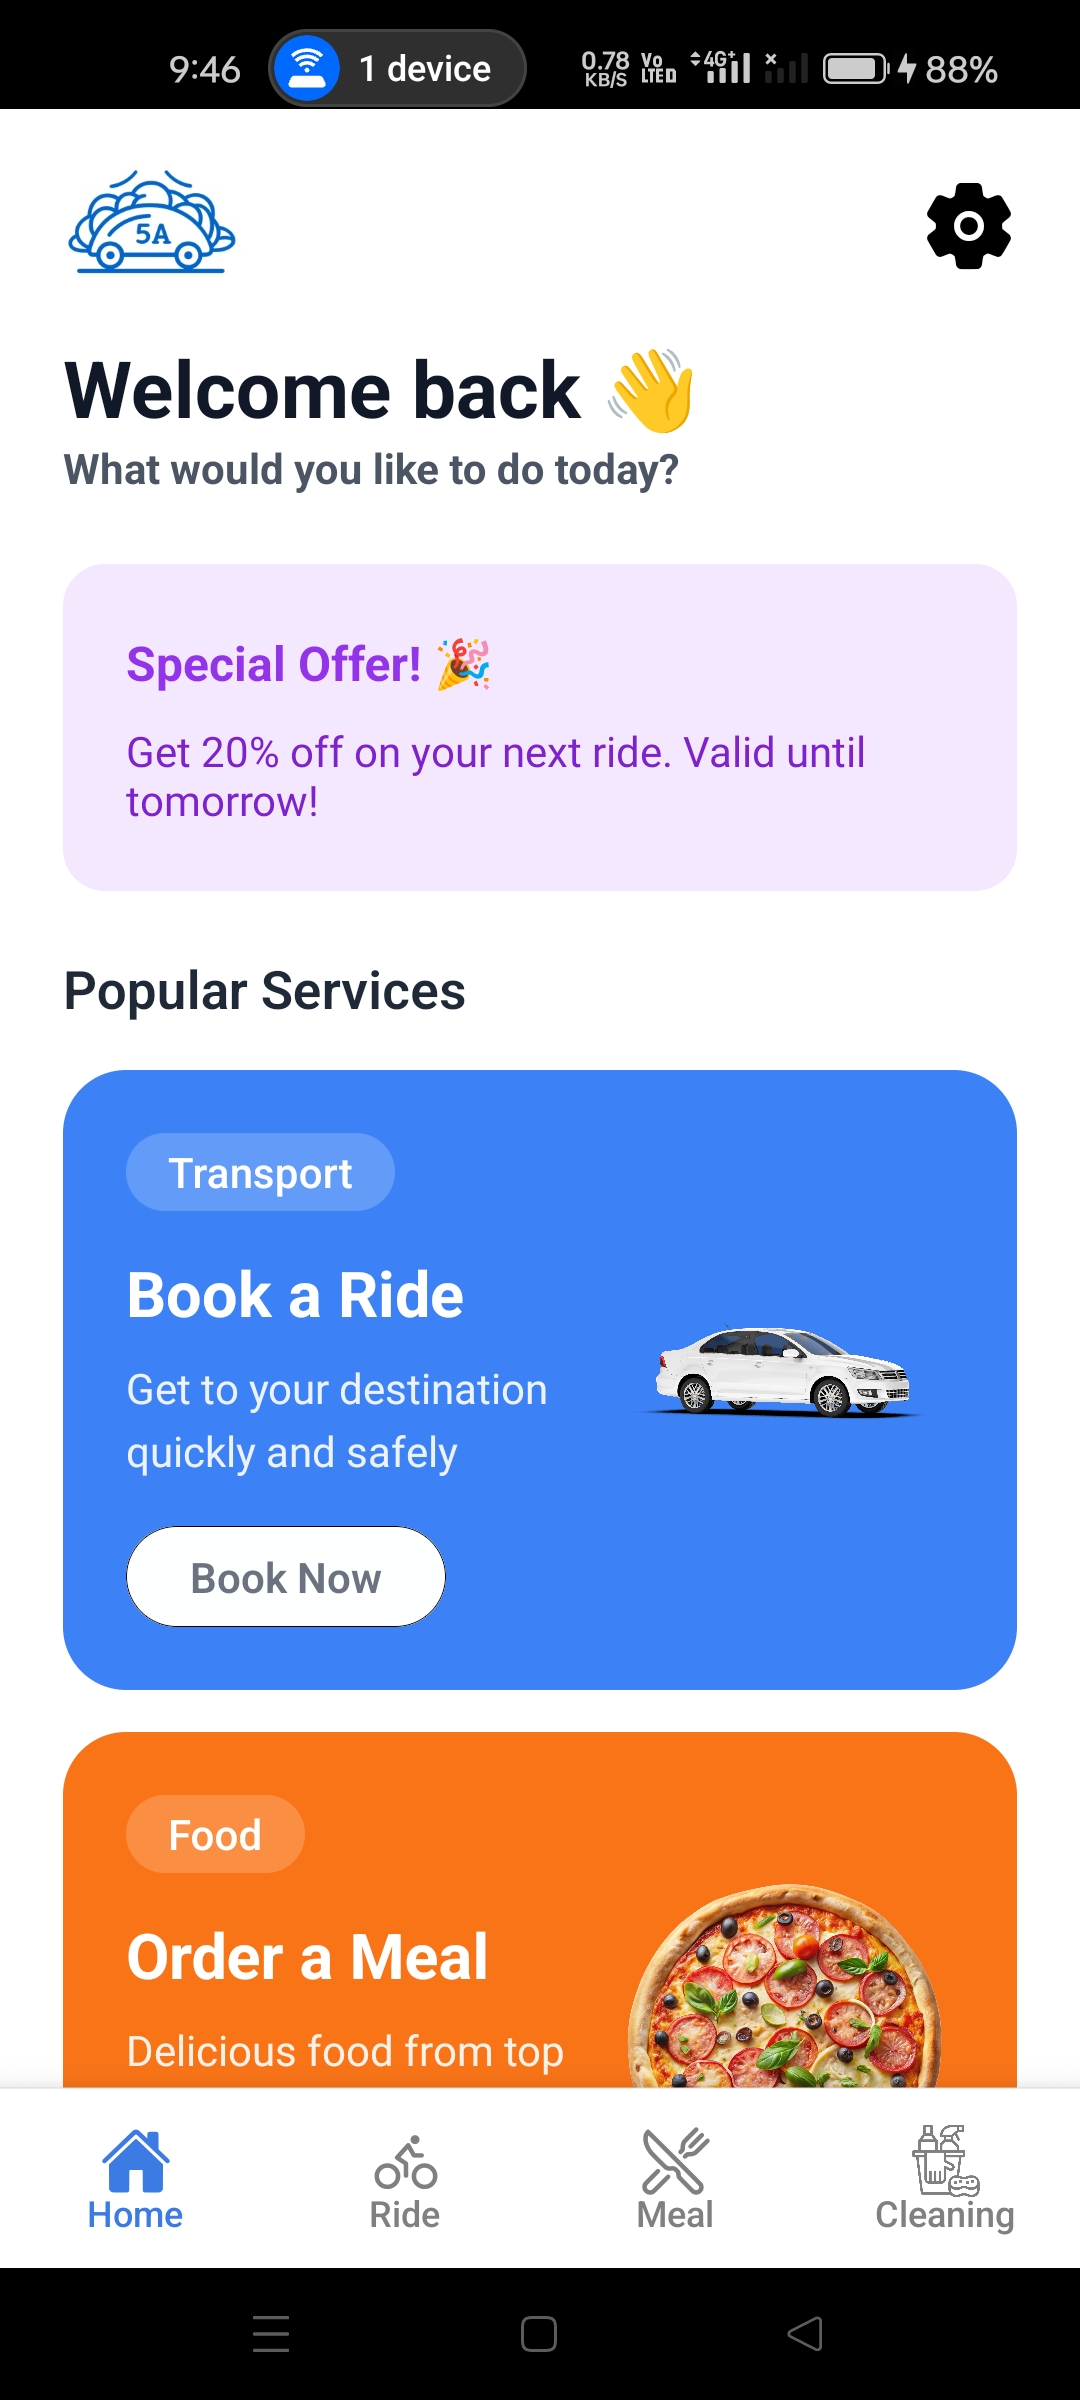 9:46
1 device
0.78
KB/S
Vo
LTE D
4G+
88%
5A
Welcome back 👋
What would you like to do today?
Special Offer! 🎉
Get 20% off on your next ride. Valid until
tomorrow!
Popular Services
Transport
Book a Ride
Get to your destination
quickly and safely
Book Now
Food
Order a Meal
Delicious food from top
Home
Ride
Meal
Cleaning